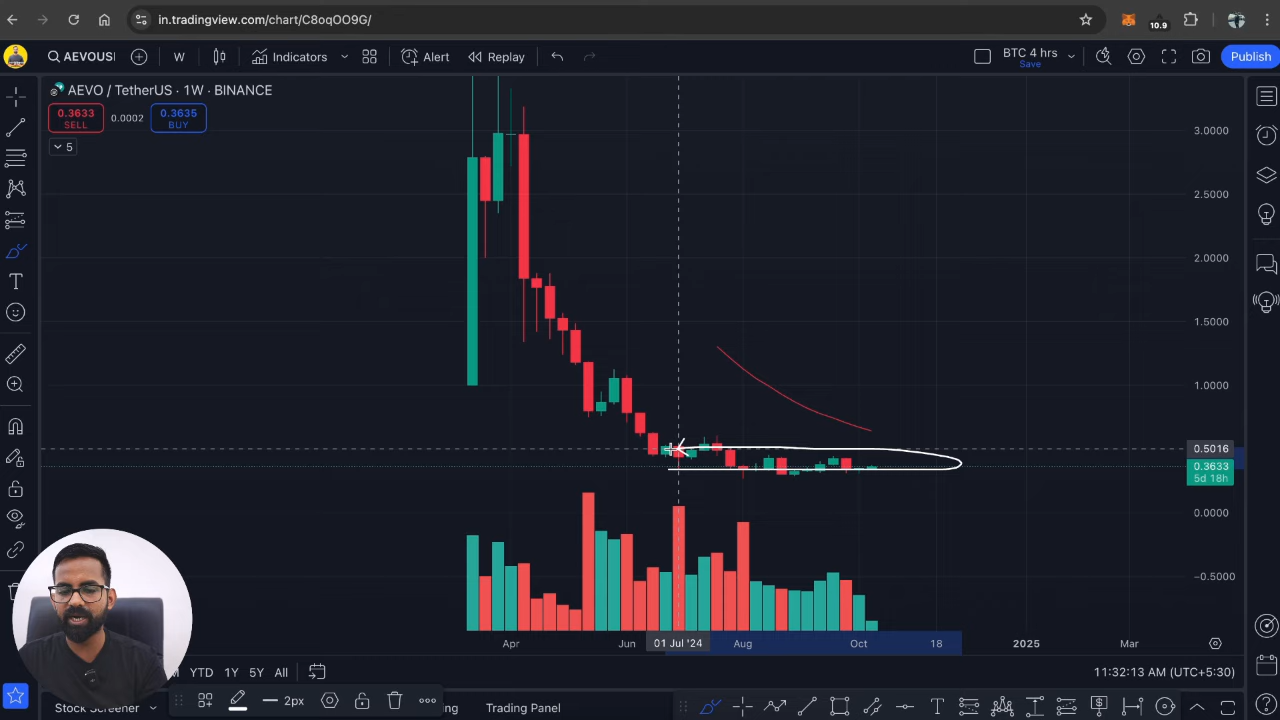 in.tradingview.com/chart/C8oqOO9G/
10.9
AEVOUS
W
Indicators
Alert
Replay
BTC 4 hrs
Save
Publish
AEVO / TetherUS · 1W · BINANCE
0.3633
SELL
0.0002
0.3635
BUY
5
3.0000
2.5000
2.0000
1.5000
1.0000
0.5016
0.3633
5d 18h
0.0000
−0.5000
Apr
Jun
01 Jul '24
Aug
Oct
18
2025
Mar
YTD
1Y
5Y
All
11:32:13 AM (UTC+5:30)
2px
Stock Screener
Trading Panel